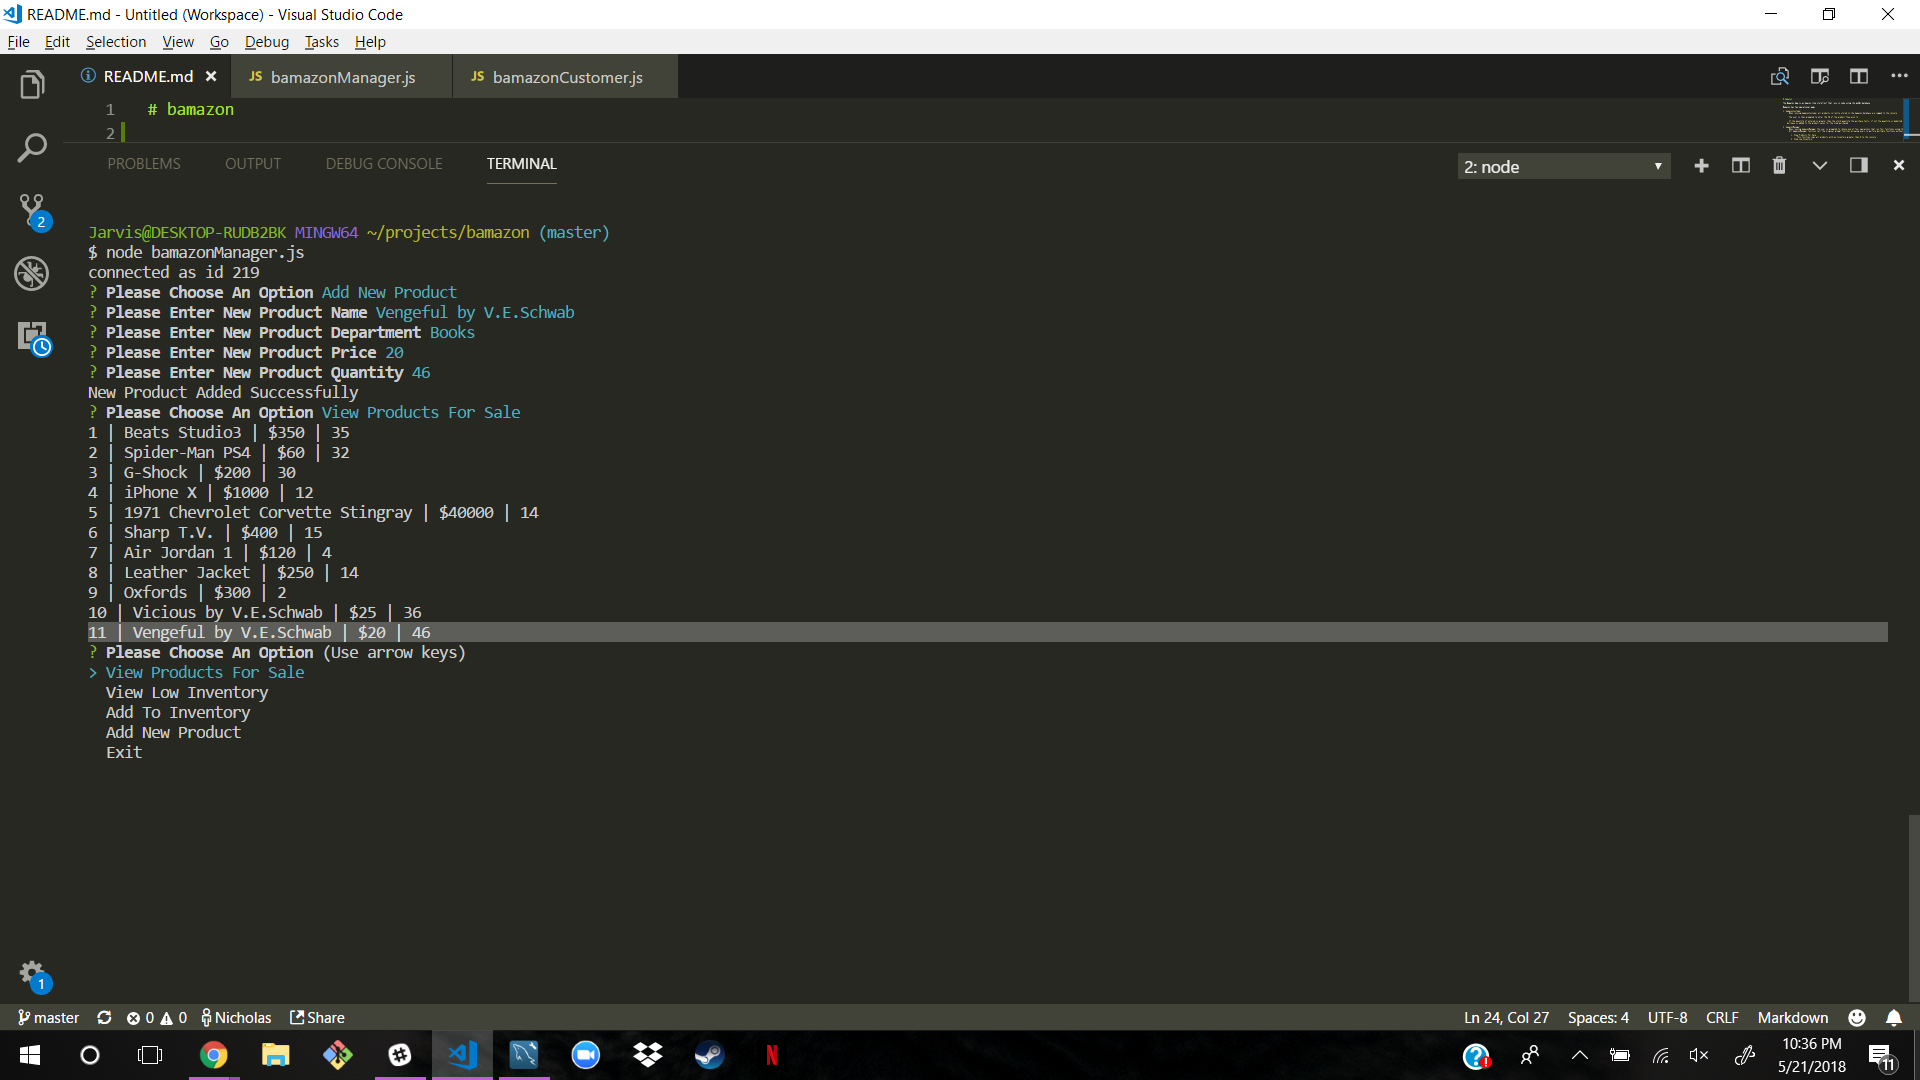 README.md - Untitled (Workspace) - Visual Studio Code
File Edit Selection View Go Debug Tasks Help
README.md JS bamazonManager.js JS bamazonCustomer.js
1 # bamazon
2
PROBLEMS OUTPUT DEBUG CONSOLE TERMINAL 2: node
2
Jarvis@DESKTOP-RUDB2BK MINGW64 ~/projects/bamazon (master)
$ node bamazonManager.js
connected as id 219
? Please Choose An Option Add New Product
? Please Enter New Product Name Vengeful by V.E.Schwab
? Please Enter New Product Department Books
? Please Enter New Product Price 20
? Please Enter New Product Quantity 46
New Product Added Successfully
? Please Choose An Option View Products For Sale
1 | Beats Studio3 | $350 | 35
2 | Spider-Man PS4 | $60 | 32
3 | G-Shock | $200 | 30
4 | iPhone X | $1000 | 12
5 | 1971 Chevrolet Corvette Stingray | $40000 | 14
6 | Sharp T.V. | $400 | 15
7 | Air Jordan 1 | $120 | 4
8 | Leather Jacket | $250 | 14
9 | Oxfords | $300 | 2
10 | Vicious by V.E.Schwab | $25 | 36
11 | Vengeful by V.E.Schwab | $20 | 46
? Please Choose An Option (Use arrow keys)
> View Products For Sale
View Low Inventory
Add To Inventory
Add New Product
Exit
1
master 0 0 Nicholas Share Ln 24, Col 27 Spaces: 4 UTF-8 CRLF Markdown
10:36 PM
5/21/2018
11